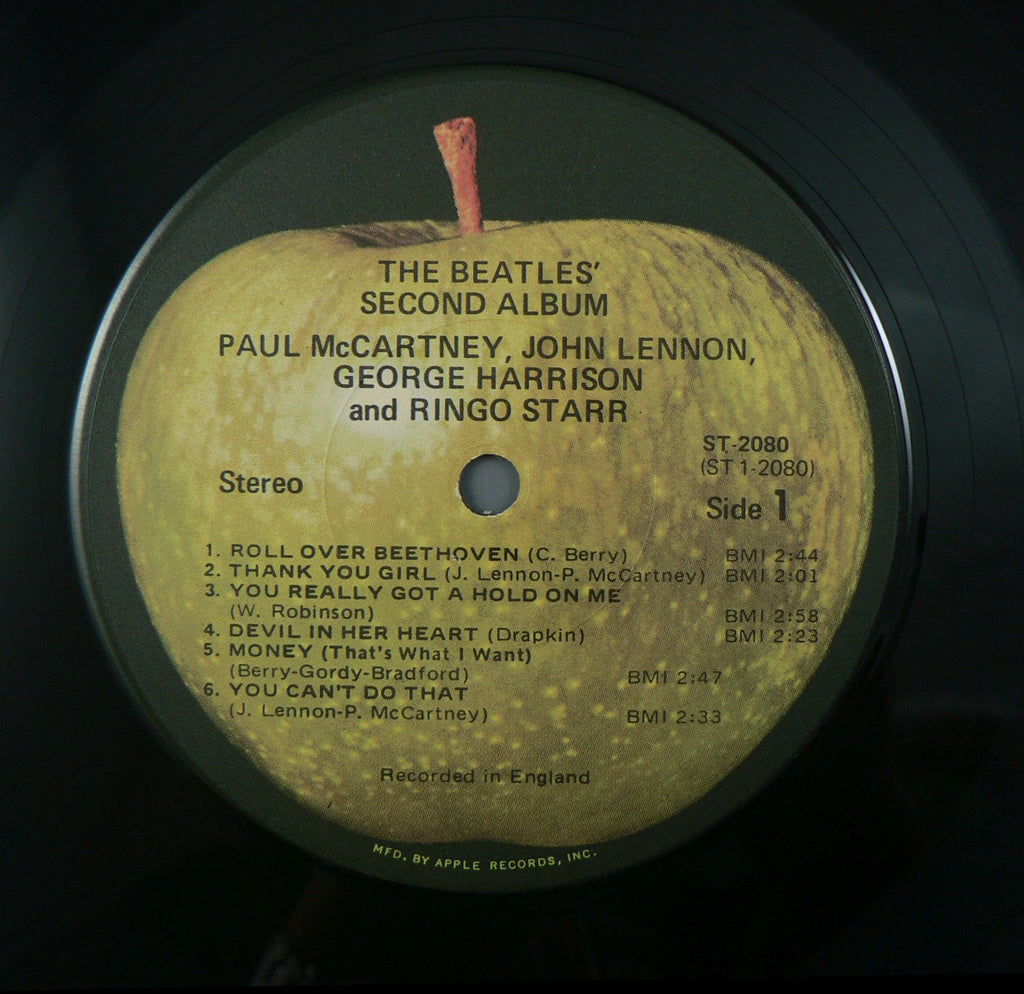 THE BEATLES'
SECOND ALBUM
PAUL McCARTNEY, JOHN LENNON,
GEORGE HARRISON
and RINGO STARR
ST-2080
(ST 1-2080)
Stereo
Side 1
1. ROLL OVER BEETHOVEN (C. Berry) BMI 2:44
2. THANK YOU GIRL (J. Lennon-P. McCartney) BMI 2:01
3. YOU REALLY GOT A HOLD ON ME
(W. Robinson) BMI 2:58
4. DEVIL IN HER HEART (Drapkin) BMI 2:23
5. MONEY (That's What I Want)
(Berry-Gordy-Bradford) BMI 2:47
6. YOU CAN'T DO THAT
(J. Lennon-P. McCartney) BMI 2:33
Recorded in England
MFD. BY APPLE RECORDS, INC.